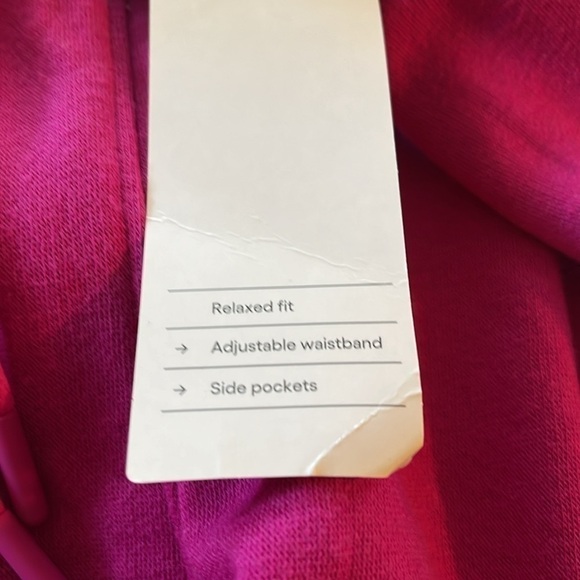 Relaxed fit
→ Adjustable waistband
→ Side pockets